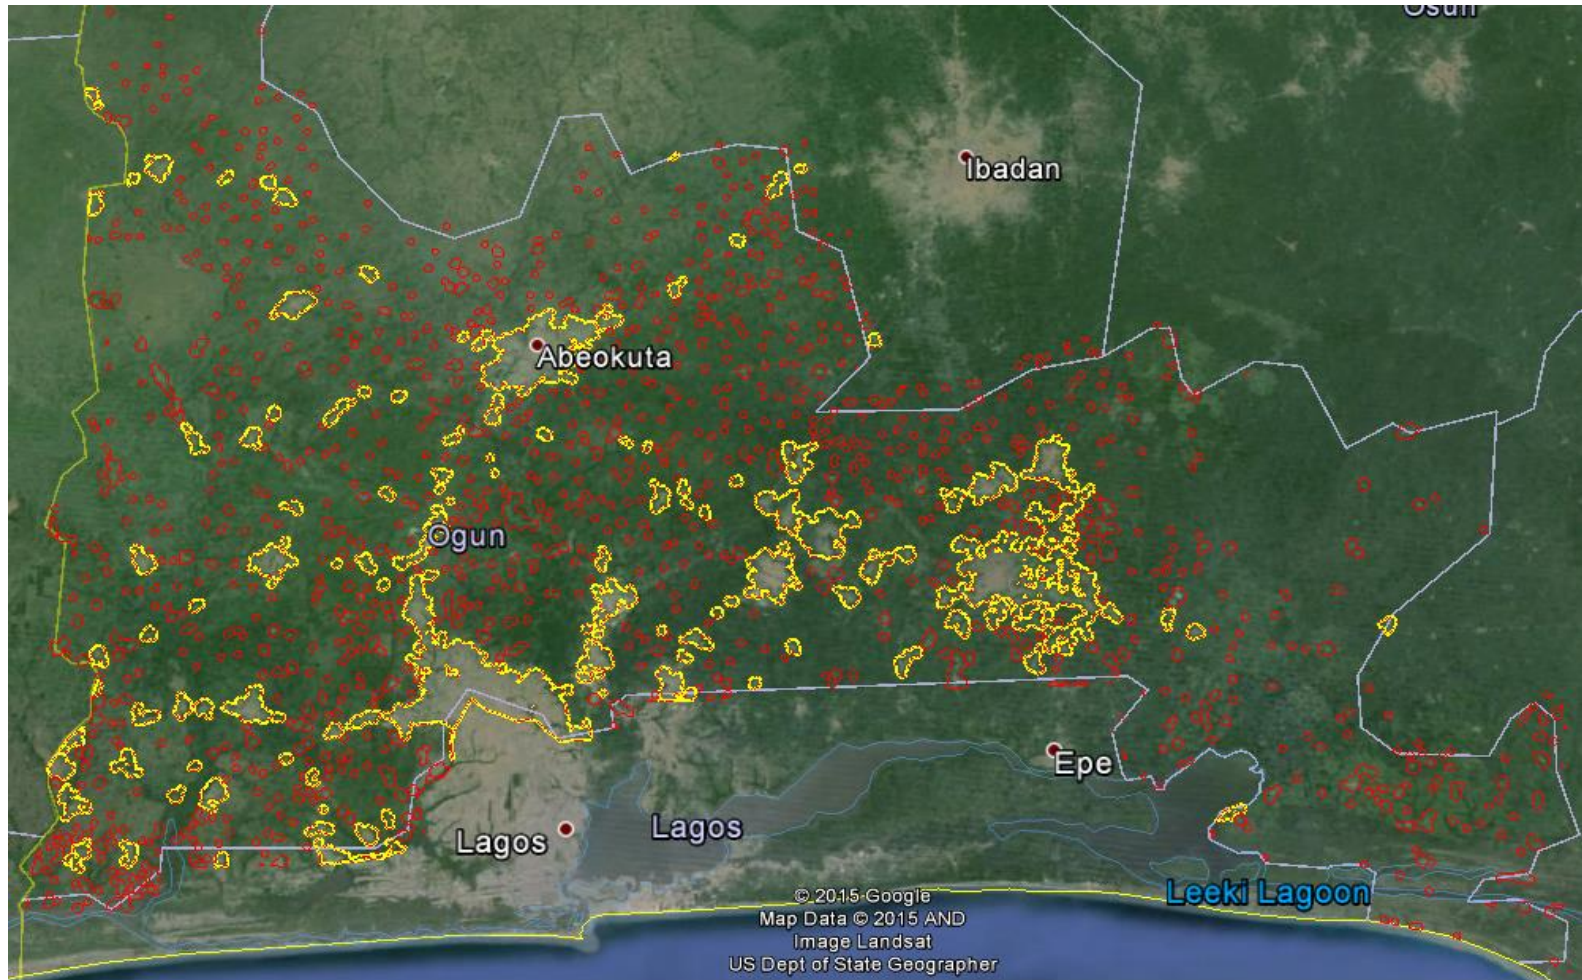 Osun
Ibadan
Abeokuta
Ogun
Epe
Lagos
Lagos
Leeki Lagoon
© 2015 Google
Map Data © 2015 AND
Image Landsat
US Dept of State Geographer